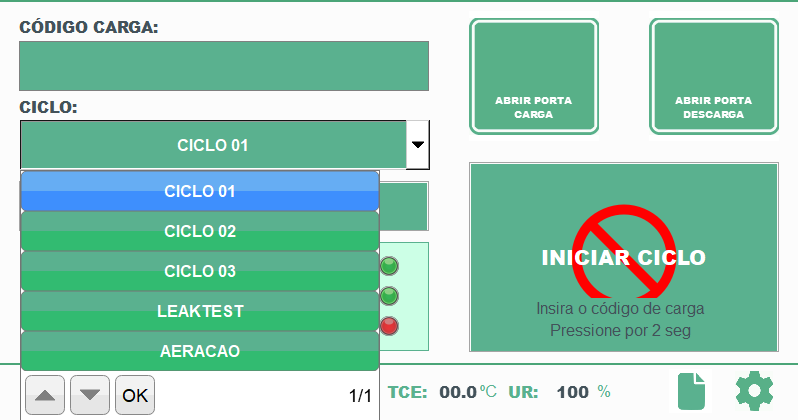 CÓDIGO CARGA:
CICLO:
CICLO 01
CICLO 01
CICLO 02
CICLO 03
LEAKTEST
AERACAO
OK
1/1
ABRIR PORTA
CARGA
ABRIR PORTA
DESCARGA
INICIAR CICLO
Insira o código de carga
Pressione por 2 seg
TCE: 00.0 ºC UR: 100 %